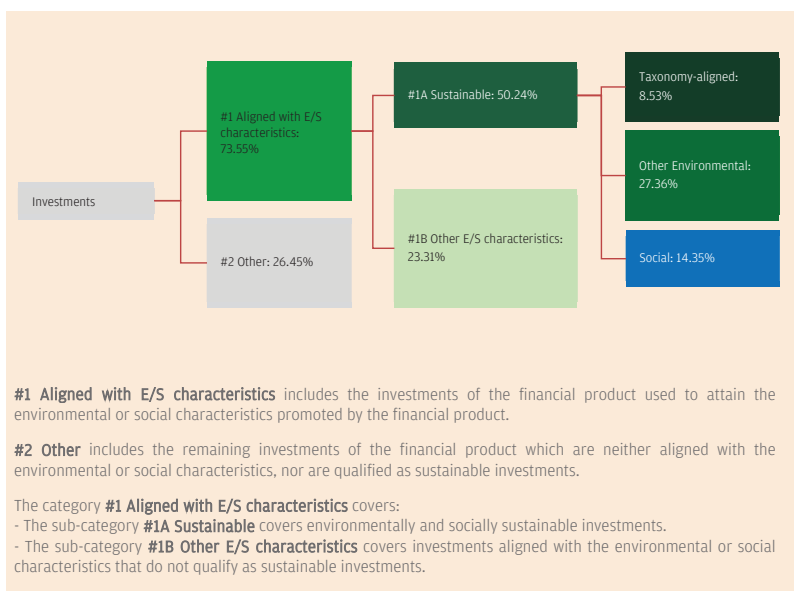 Investments
#1 Aligned with E/S
characteristics:
73.55%
#2 Other: 26.45%
#1A Sustainable: 50.24%
#1B Other E/S characteristics:
23.31%
Taxonomy-aligned:
8.53%
Other Environmental:
27.36%
Social: 14.35%
#1 Aligned with E/S characteristics includes the investments of the financial product used to attain the
environmental or social characteristics promoted by the financial product.
#2 Other includes the remaining investments of the financial product which are neither aligned with the
environmental or social characteristics, nor are qualified as sustainable investments.
The category #1 Aligned with E/S characteristics covers:
- The sub-category #1A Sustainable covers environmentally and socially sustainable investments.
- The sub-category #1B Other E/S characteristics covers investments aligned with the environmental or social
characteristics that do not qualify as sustainable investments.